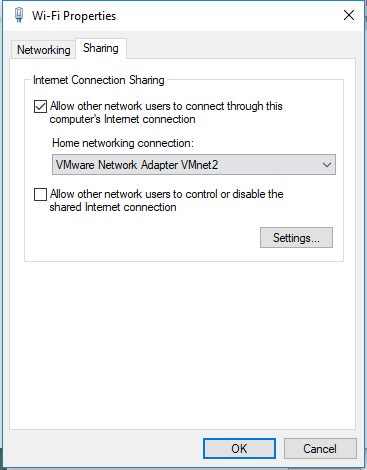 Wi-Fi Properties
Networking
Sharing
Internet Connection Sharing
Allow other network users to connect through this
computer's Internet connection
Home networking connection:
VMware Network Adapter VMnet2
Allow other network users to control or disable the
shared Internet connection
Settings...
OK
Cancel